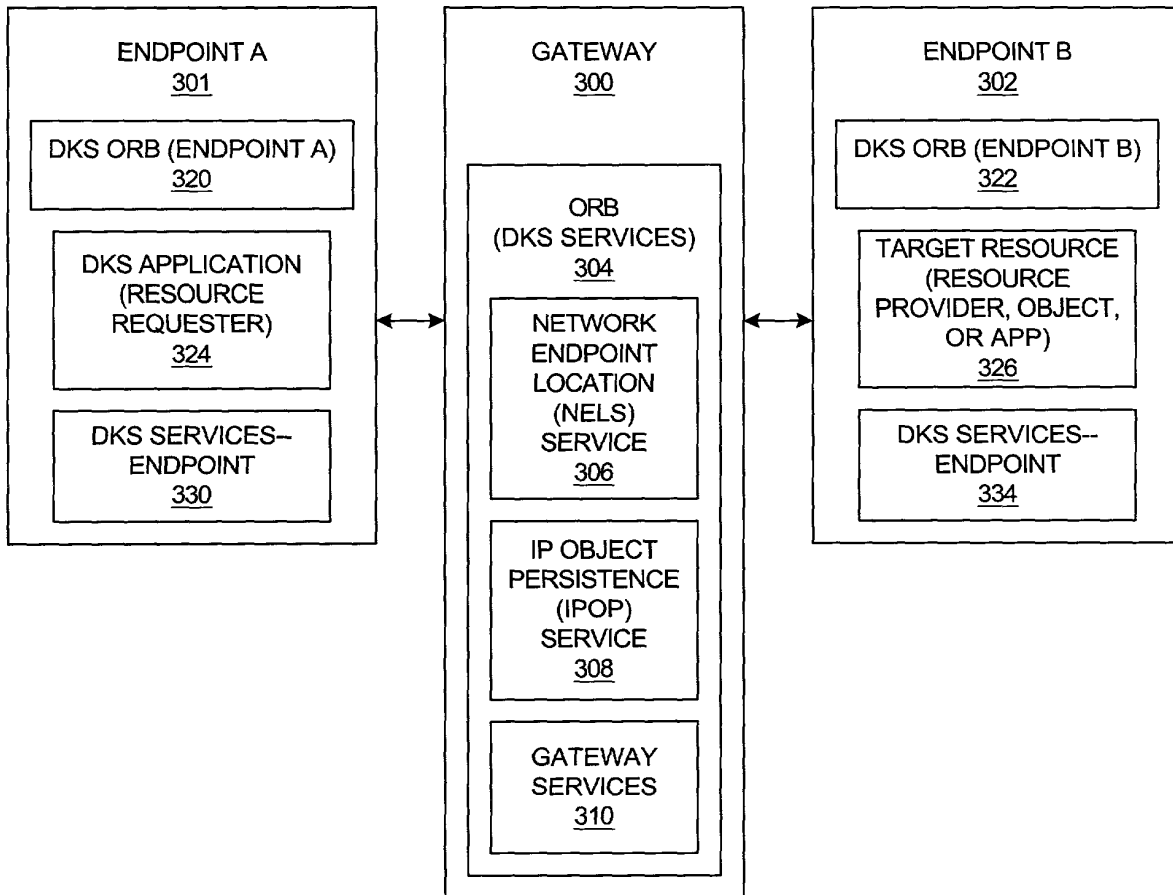 ENDPOINT A
301
DKS ORB (ENDPOINT A)
320
DKS APPLICATION
(RESOURCE
REQUESTER)
324
DKS SERVICES--
ENDPOINT
330
GATEWAY
300
ORB
(DKS SERVICES)
304
NETWORK
ENDPOINT
LOCATION
(NELS)
SERVICE
306
IP OBJECT
PERSISTENCE
(IPOP)
SERVICE
308
GATEWAY
SERVICES
310
ENDPOINT B
302
DKS ORB (ENDPOINT B)
322
TARGET RESOURCE
(RESOURCE
PROVIDER, OBJECT,
OR APP)
326
DKS SERVICES--
ENDPOINT
334